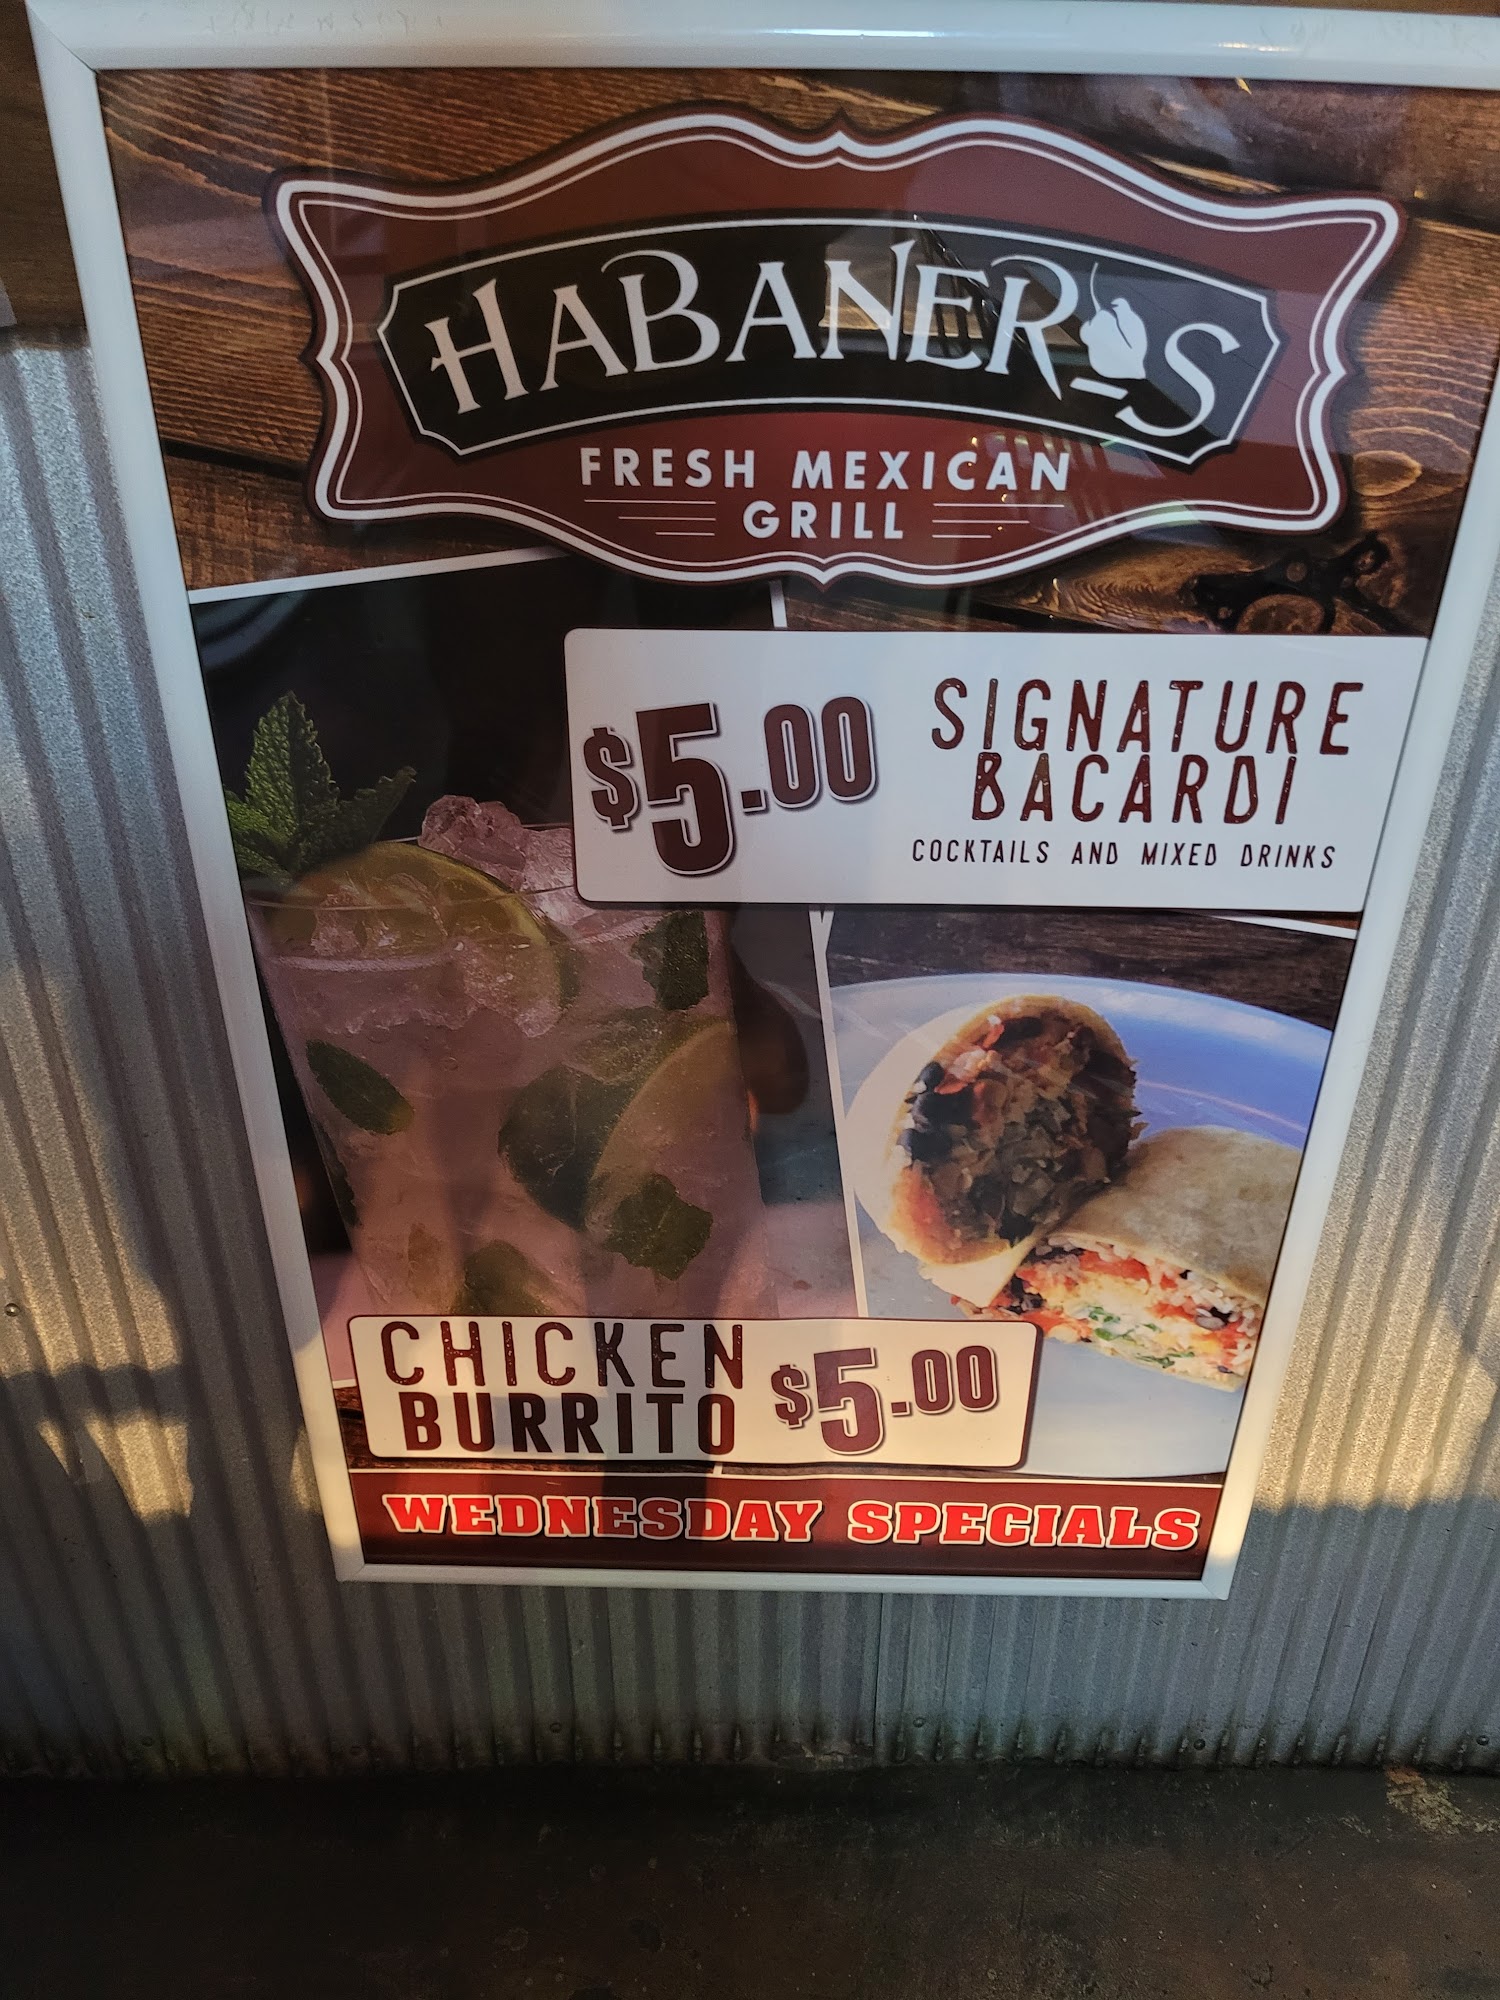 HABANEROS
FRESH MEXICAN
GRILL
$5.00
SIGNATURE
BACARDI
COCKTAILS AND MIXED DRINKS
CHICKEN
BURRITO
$5.00
WEDNESDAY SPECIALS